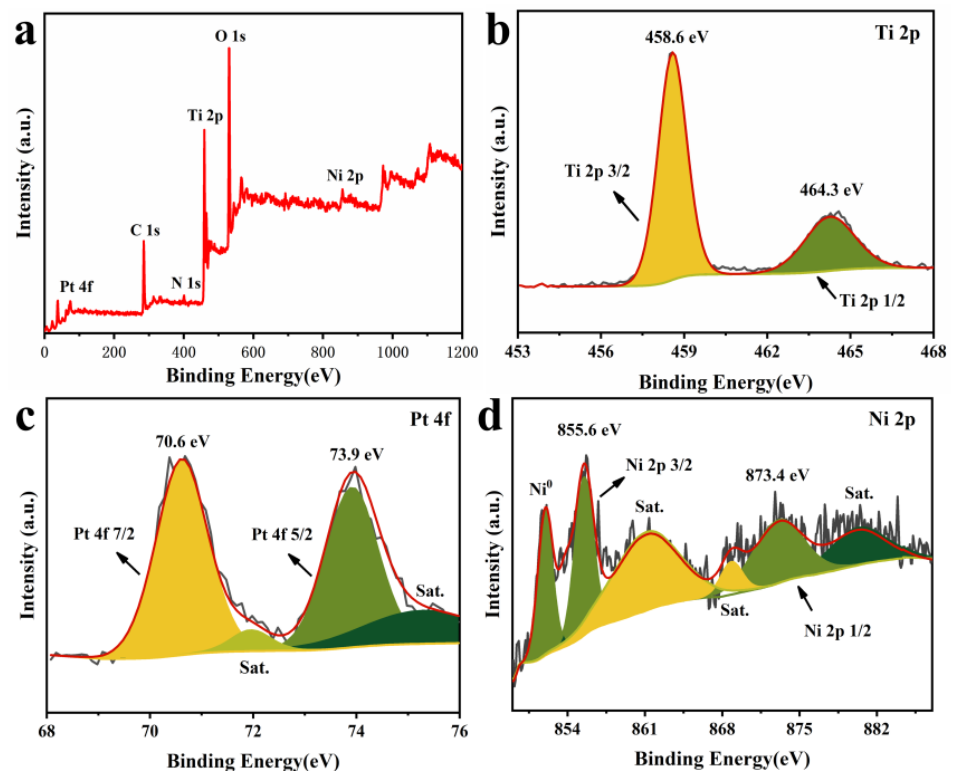 a
O 1s
Ti 2p
Ni 2p
C 1s
N 1s
Pt 4f
Intensity (a.u.)
0 200 400 600 800 1000 1200
Binding Energy(eV)
b
458.6 eV
Ti 2p
Ti 2p 3/2
464.3 eV
Ti 2p 1/2
Intensity (a.u.)
453 456 459 462 465 468
Binding Energy(eV)
c
Pt 4f
70.6 eV
73.9 eV
Pt 4f 7/2
Pt 4f 5/2
Sat.
Sat.
Intensity (a.u.)
68 70 72 74 76
Binding Energy(eV)
d
855.6 eV
Ni 2p
Ni⁰
Ni 2p 3/2
873.4 eV
Sat.
Sat.
Sat.
Ni 2p 1/2
Intensity (a.u.)
854 861 868 875 882
Binding Energy(eV)